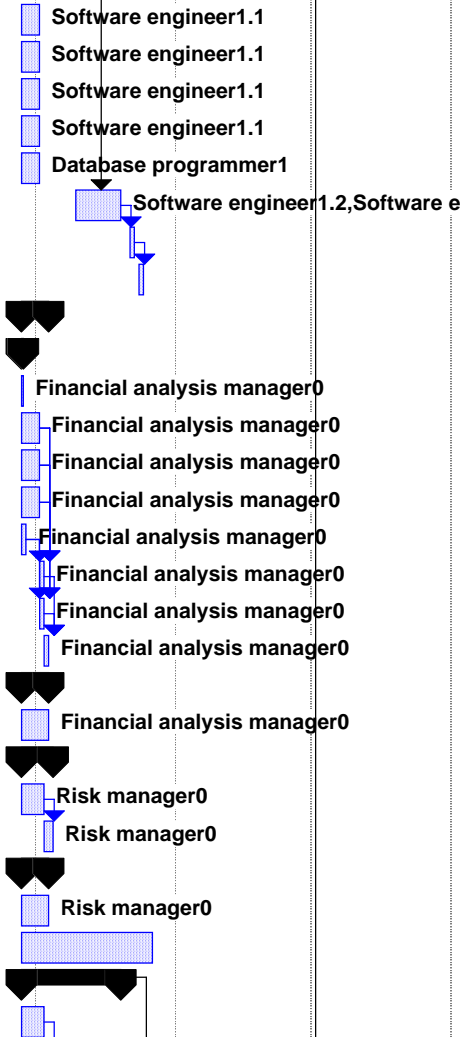 Software engineer1.1
Software engineer1.1
Software engineer1.1
Software engineer1.1
Database programmer1
Software engineer1.2,Software e
Financial analysis manager0
Financial analysis manager0
Financial analysis manager0
Financial analysis manager0
Financial analysis manager0
Financial analysis manager0
Financial analysis manager0
Financial analysis manager0
Financial analysis manager0
Risk manager0
Risk manager0
Risk manager0